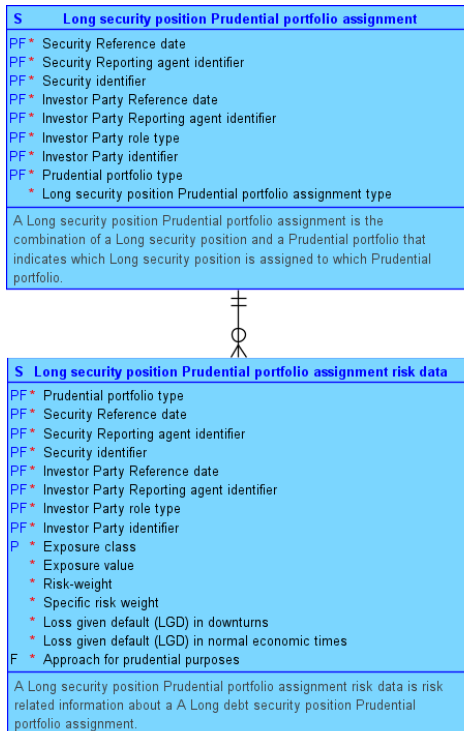 S Long security position Prudential portfolio assignment
PF * Security Reference date
PF * Security Reporting agent identifier
PF * Security identifier
PF * Investor Party Reference date
PF * Investor Party Reporting agent identifier
PF * Investor Party role type
PF * Investor Party identifier
PF * Prudential portfolio type
* Long security position Prudential portfolio assignment type
A Long security position Prudential portfolio assignment is the
combination of a Long security position and a Prudential portfolio that
indicates which Long security position is assigned to which Prudential
portfolio.
S Long security position Prudential portfolio assignment risk data
PF * Prudential portfolio type
PF * Security Reference date
PF * Security Reporting agent identifier
PF * Security identifier
PF * Investor Party Reference date
PF * Investor Party Reporting agent identifier
PF * Investor Party role type
PF * Investor Party identifier
P * Exposure class
* Exposure value
* Risk-weight
* Specific risk weight
* Loss given default (LGD) in downturns
* Loss given default (LGD) in normal economic times
F * Approach for prudential purposes
A Long security position Prudential portfolio assignment risk data is risk
related information about a A Long debt security position Prudential
portfolio assignment.